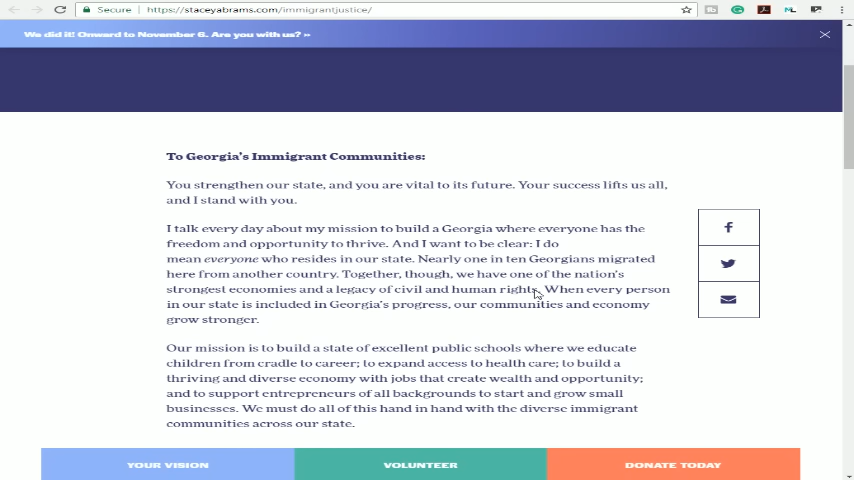 Secure https://staceyabrams.com/immigrantjustice/
We did it! Onward to November 6. Are you with us? »
To Georgia's Immigrant Communities:
You strengthen our state, and you are vital to its future. Your success lifts us all,
and I stand with you.
I talk every day about my mission to build a Georgia where everyone has the
freedom and opportunity to thrive. And I want to be clear: I do
mean everyone who resides in our state. Nearly one in ten Georgians migrated
here from another country. Together, though, we have one of the nation's
strongest economies and a legacy of civil and human rights. When every person
in our state is included in Georgia's progress, our communities and economy
grow stronger.
Our mission is to build a state of excellent public schools where we educate
children from cradle to career; to expand access to health care; to build a
thriving and diverse economy with jobs that create wealth and opportunity;
and to support entrepreneurs of all backgrounds to start and grow small
businesses. We must do all of this hand in hand with the diverse immigrant
communities across our state.
YOUR VISION VOLUNTEER DONATE TODAY